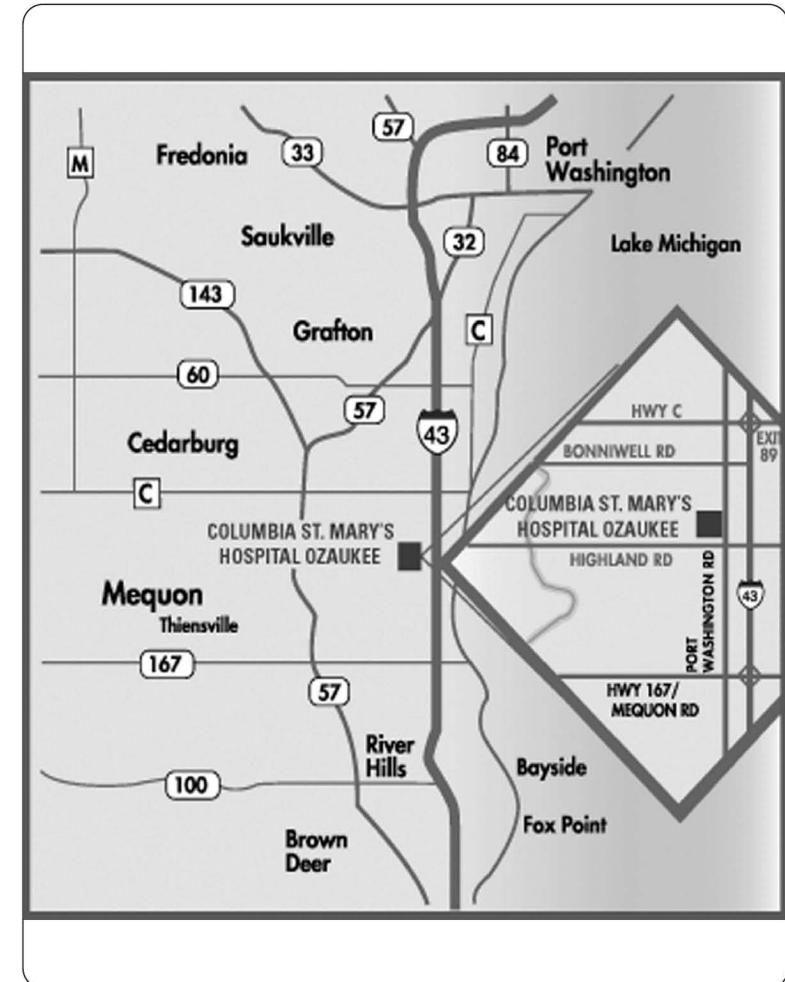 57
33
84
Port
Washington
M
Fredonia
Saukville
32
Lake Michigan
143
Grafton
C
60
57
43
Cedarburg
C
COLUMBIA ST. MARY'S
HOSPITAL OZAUKEE
Mequon
Thiensville
167
57
River
Hills
100
Bayside
Fox Point
Brown
Deer
HWY C
EXIT
89
BONNIWELL RD
COLUMBIA ST. MARY'S
HOSPITAL OZAUKEE
HIGHLAND RD
PORT
WASHINGTON RD
43
HWY 167/
MEQUON RD